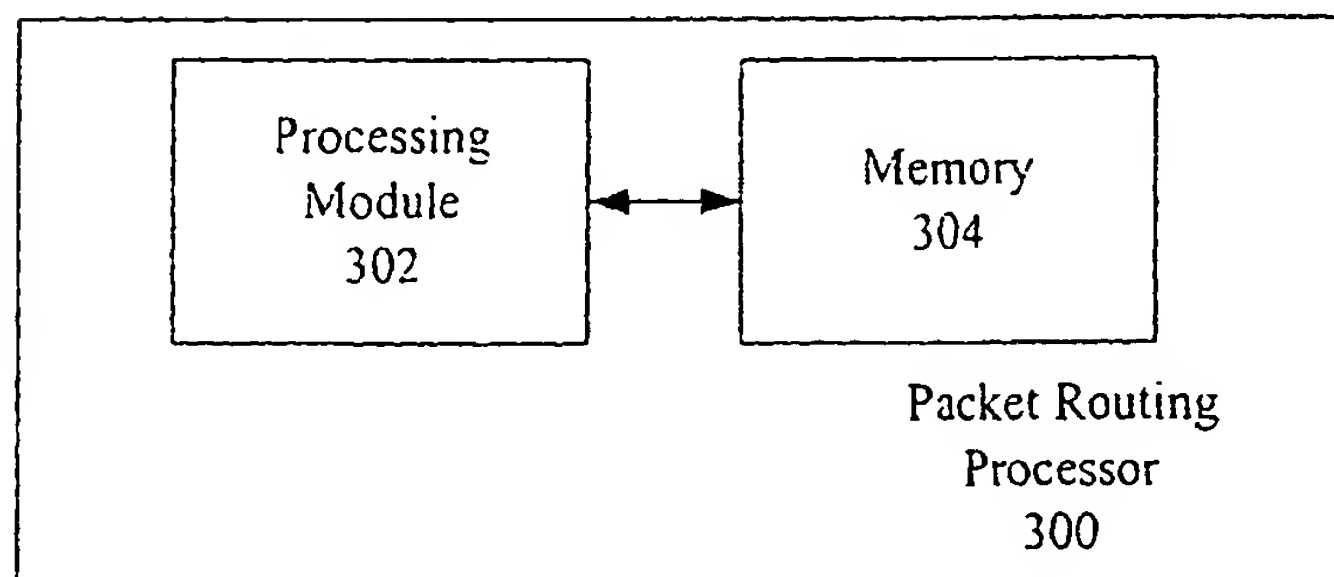 Processing
Module
302
Memory
304
Packet Routing
Processor
300